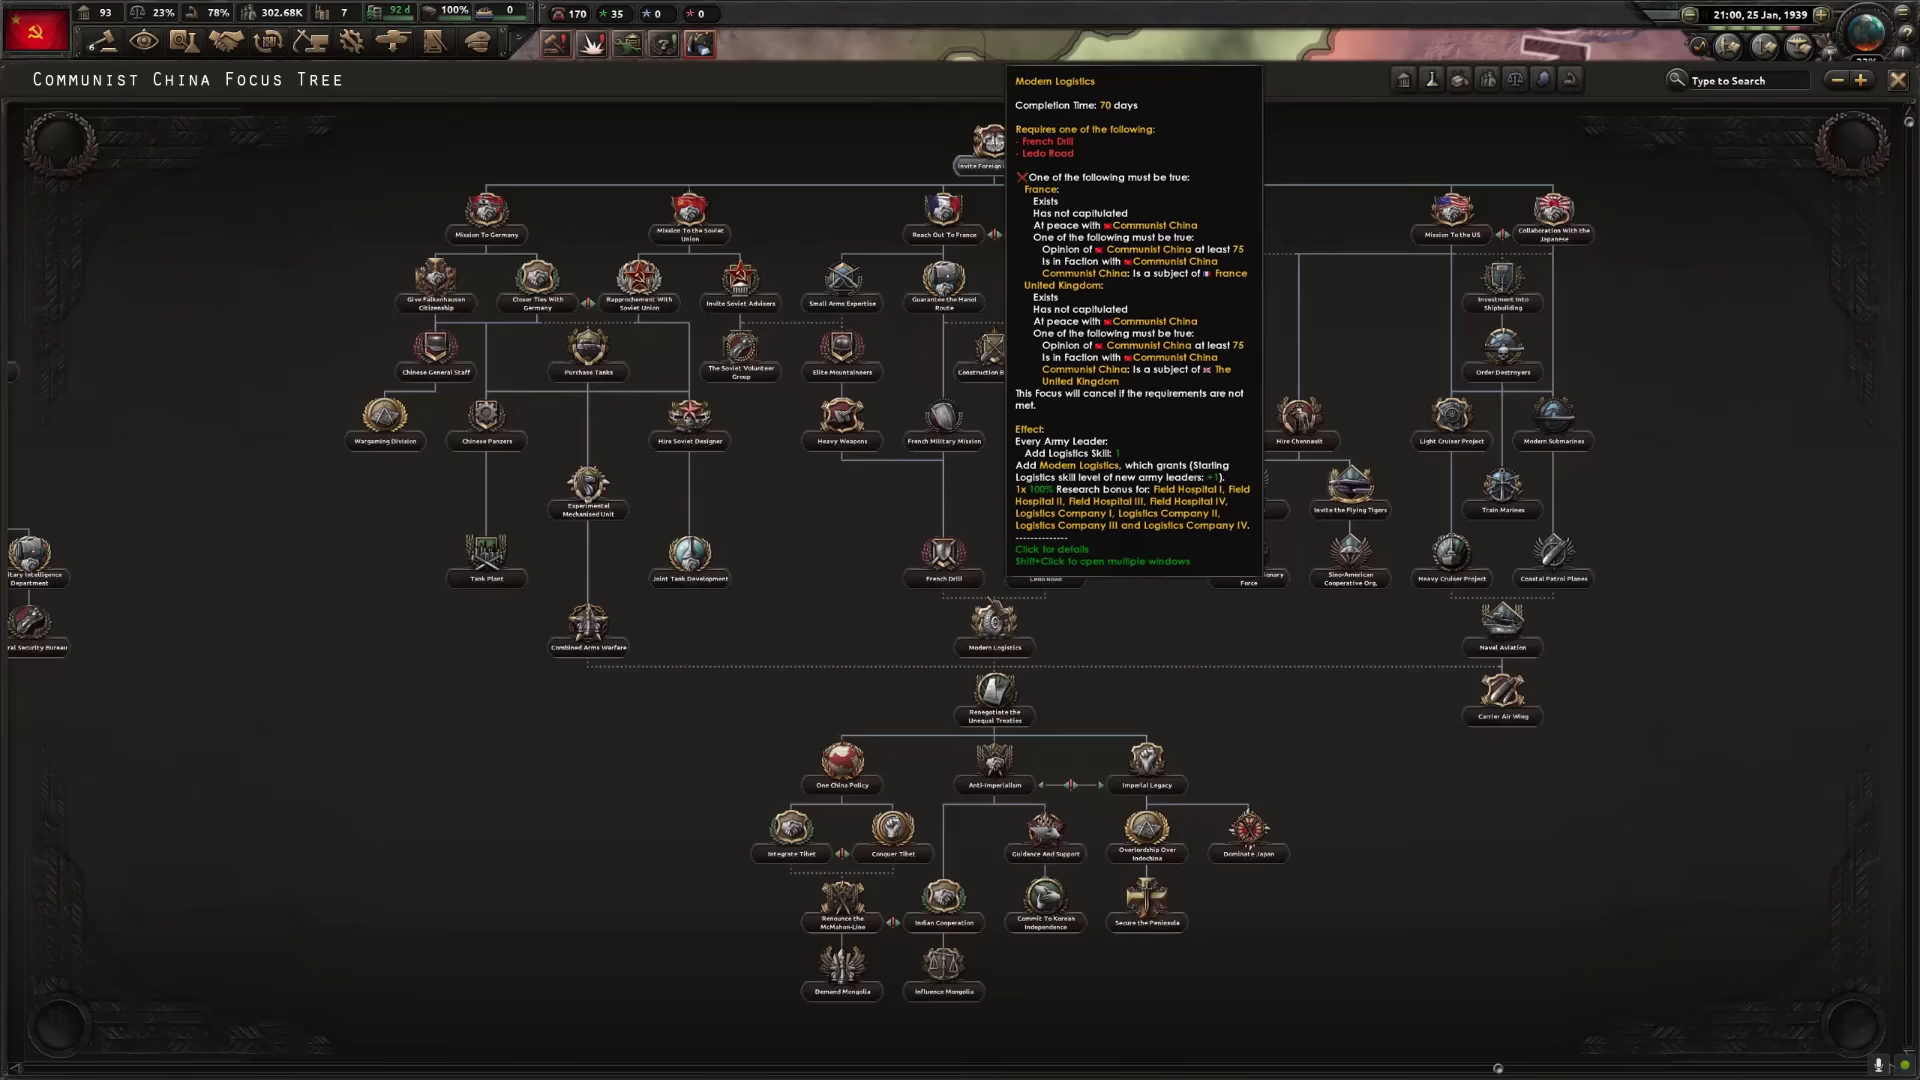 93
23%
78%
302.68K
7
92 d
100%
0
170
35
0
0
21:00, 25 Jan, 1939
Communist China Focus Tree
Type to Search
Modern Logistics
Completion Time: 70 days
Requires one of the following:
- French Drill
- Ledo Road
One of the following must be true:
France:
Exists
Has not capitulated
At peace with Communist China
One of the following must be true:
Opinion of Communist China at least 75
Is in Faction with Communist China
Communist China: Is a subject of France
United Kingdom:
Exists
Has not capitulated
At peace with Communist China
One of the following must be true:
Opinion of Communist China at least 75
Is in Faction with Communist China
Communist China: Is a subject of The
United Kingdom
This Focus will cancel if the requirements are not
met.
Effect:
Every Army Leader:
Add Logistics Skill: 1
Add Modern Logistics, which grants (Starting
Logistics skill level of new army leaders: +1).
1x 100% Research bonus for: Field Hospital I, Field
Hospital II, Field Hospital III, Field Hospital IV,
Logistics Company I, Logistics Company II,
Logistics Company III and Logistics Company IV.
--------------
Click for details
Shift+Click to open multiple windows
Invite Foreign
Mission To Germany
Mission To the Soviet
Union
Reach Out To France
Mission To the US
Collaboration With the
Japanese
Give Falkenhausen
Citizenship
Closer Ties With
Germany
Rapprochement With
Soviet Union
Invite Soviet Advisers
Small Arms Expertise
Guarantee the Hanoi
Route
Investment Into
Shipbuilding
Chinese General Staff
Purchase Tanks
The Soviet Volunteer
Group
Elite Mountaineers
Construction B
Order Destroyers
Wargaming Division
Chinese Panzers
Hire Soviet Designer
Heavy Weapons
French Military Mission
Hire Chennault
Light Cruiser Project
Modern Submarines
Experimental
Mechanised Unit
Invite the Flying Tigers
Train Marines
itary Intelligence
Department
Tank Plant
Joint Tank Development
French Drill
Ledo Road
Force
Sino-American
Cooperative Org.
Heavy Cruiser Project
Coastal Patrol Planes
ral Security Bureau
Combined Arms Warfare
Modern Logistics
Naval Aviation
Renegotiate the
Unequal Treaties
Carrier Air Wing
One China Policy
Anti-Imperialism
Imperial Legacy
Integrate Tibet
Conquer Tibet
Guidance And Support
Overlordship Over
Indochina
Dominate Japan
Renounce the
McMahon-Line
Indian Cooperation
Commit To Korean
Independence
Secure the Peninsula
Demand Mongolia
Influence Mongolia